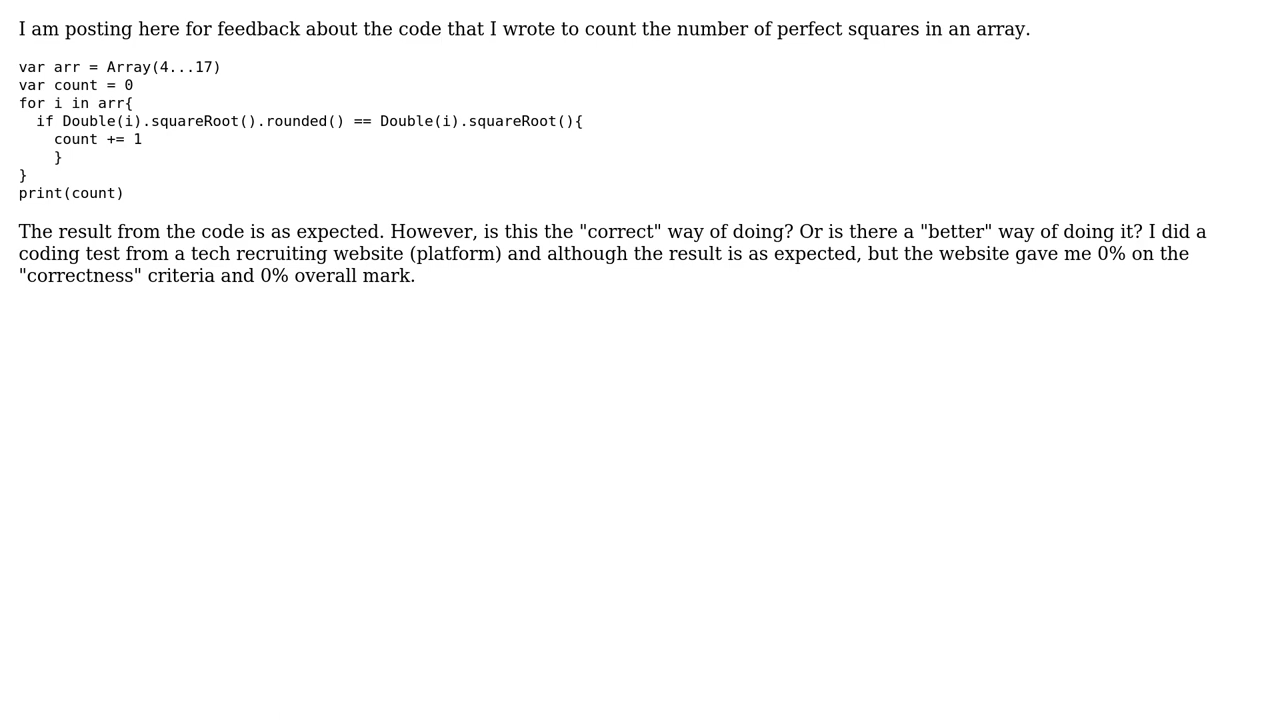 I am posting here for feedback about the code that I wrote to count the number of perfect squares in an array.
var arr = Array(4...17)
var count = 0
for i in arr{
  if Double(i).squareRoot().rounded() == Double(i).squareRoot(){
    count += 1
    }
}
print(count)
The result from the code is as expected. However, is this the "correct" way of doing? Or is there a "better" way of doing it? I did a
coding test from a tech recruiting website (platform) and although the result is as expected, but the website gave me 0% on the
"correctness" criteria and 0% overall mark.